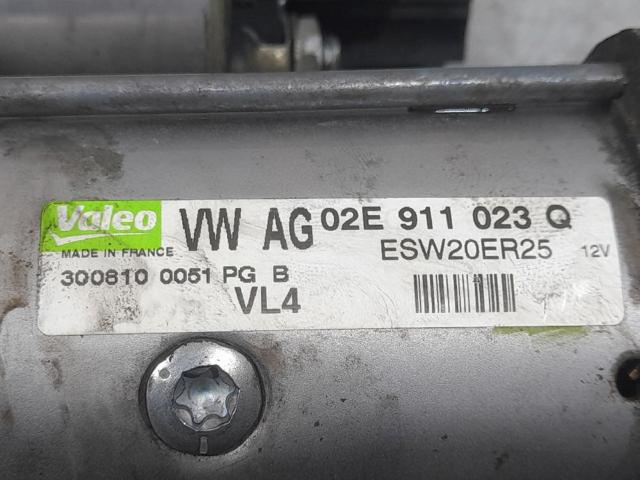 Valeo VW AG 02E 911 023 Q
MADE IN FRANCE ESW20ER25 12V
300810 0051 PG B
VL4